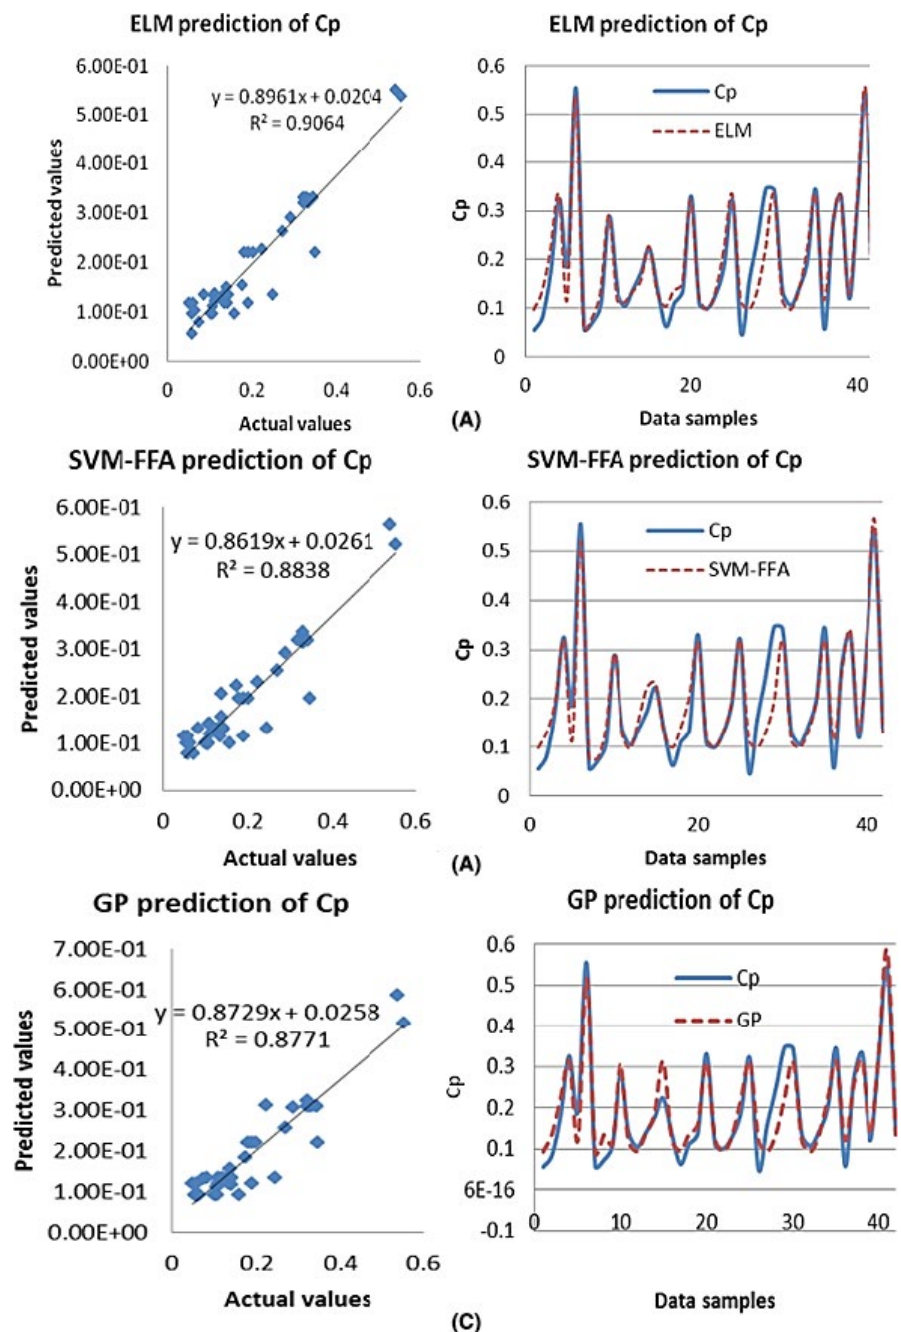 ELM prediction of Cp
6.00E-01
5.00E-01
4.00E-01
3.00E-01
2.00E-01
1.00E-01
0.00E+00
Predicted values
y = 0.8961x + 0.0204
R² = 0.9064
0 0.2 0.4 0.6
Actual values
ELM prediction of Cp
0.6
0.5
0.4
0.3
0.2
0.1
0
Cp
Cp
ELM
0 20 40
Data samples
(A)
SVM-FFA prediction of Cp
6.00E-01
5.00E-01
4.00E-01
3.00E-01
2.00E-01
1.00E-01
0.00E+00
Predicted values
y = 0.8619x + 0.0261
R² = 0.8838
0 0.2 0.4 0.6
Actual values
SVM-FFA prediction of Cp
0.6
0.5
0.4
0.3
0.2
0.1
0
Cp
Cp
SVM-FFA
0 20 40
Data samples
(A)
GP prediction of Cp
7.00E-01
6.00E-01
5.00E-01
4.00E-01
3.00E-01
2.00E-01
1.00E-01
0.00E+00
Predicted values
y = 0.8729x + 0.0258
R² = 0.8771
0 0.2 0.4 0.6
Actual values
GP prediction of Cp
0.6
0.5
0.4
0.3
0.2
0.1
6E-16
-0.1
Cp
Cp
GP
0 10 20 30 40
Data samples
(C)